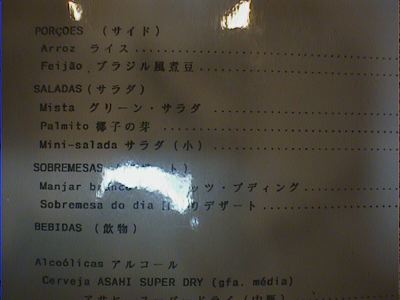 PORÇÕES (サイド)
Arroz ライス
Feijão ブラジル風煮豆
SALADAS (サラダ)
Mista グリーン・サラダ
Palmito 椰子の芽
Mini-salada サラダ (小)
SOBREMESAS ト)
Manjar ッツ・プディング
Sobremesa do dia デザート
BEBIDAS (飲物)
Alcoólicas アルコール
Cerveja ASAHI SUPER DRY (gfa. média)